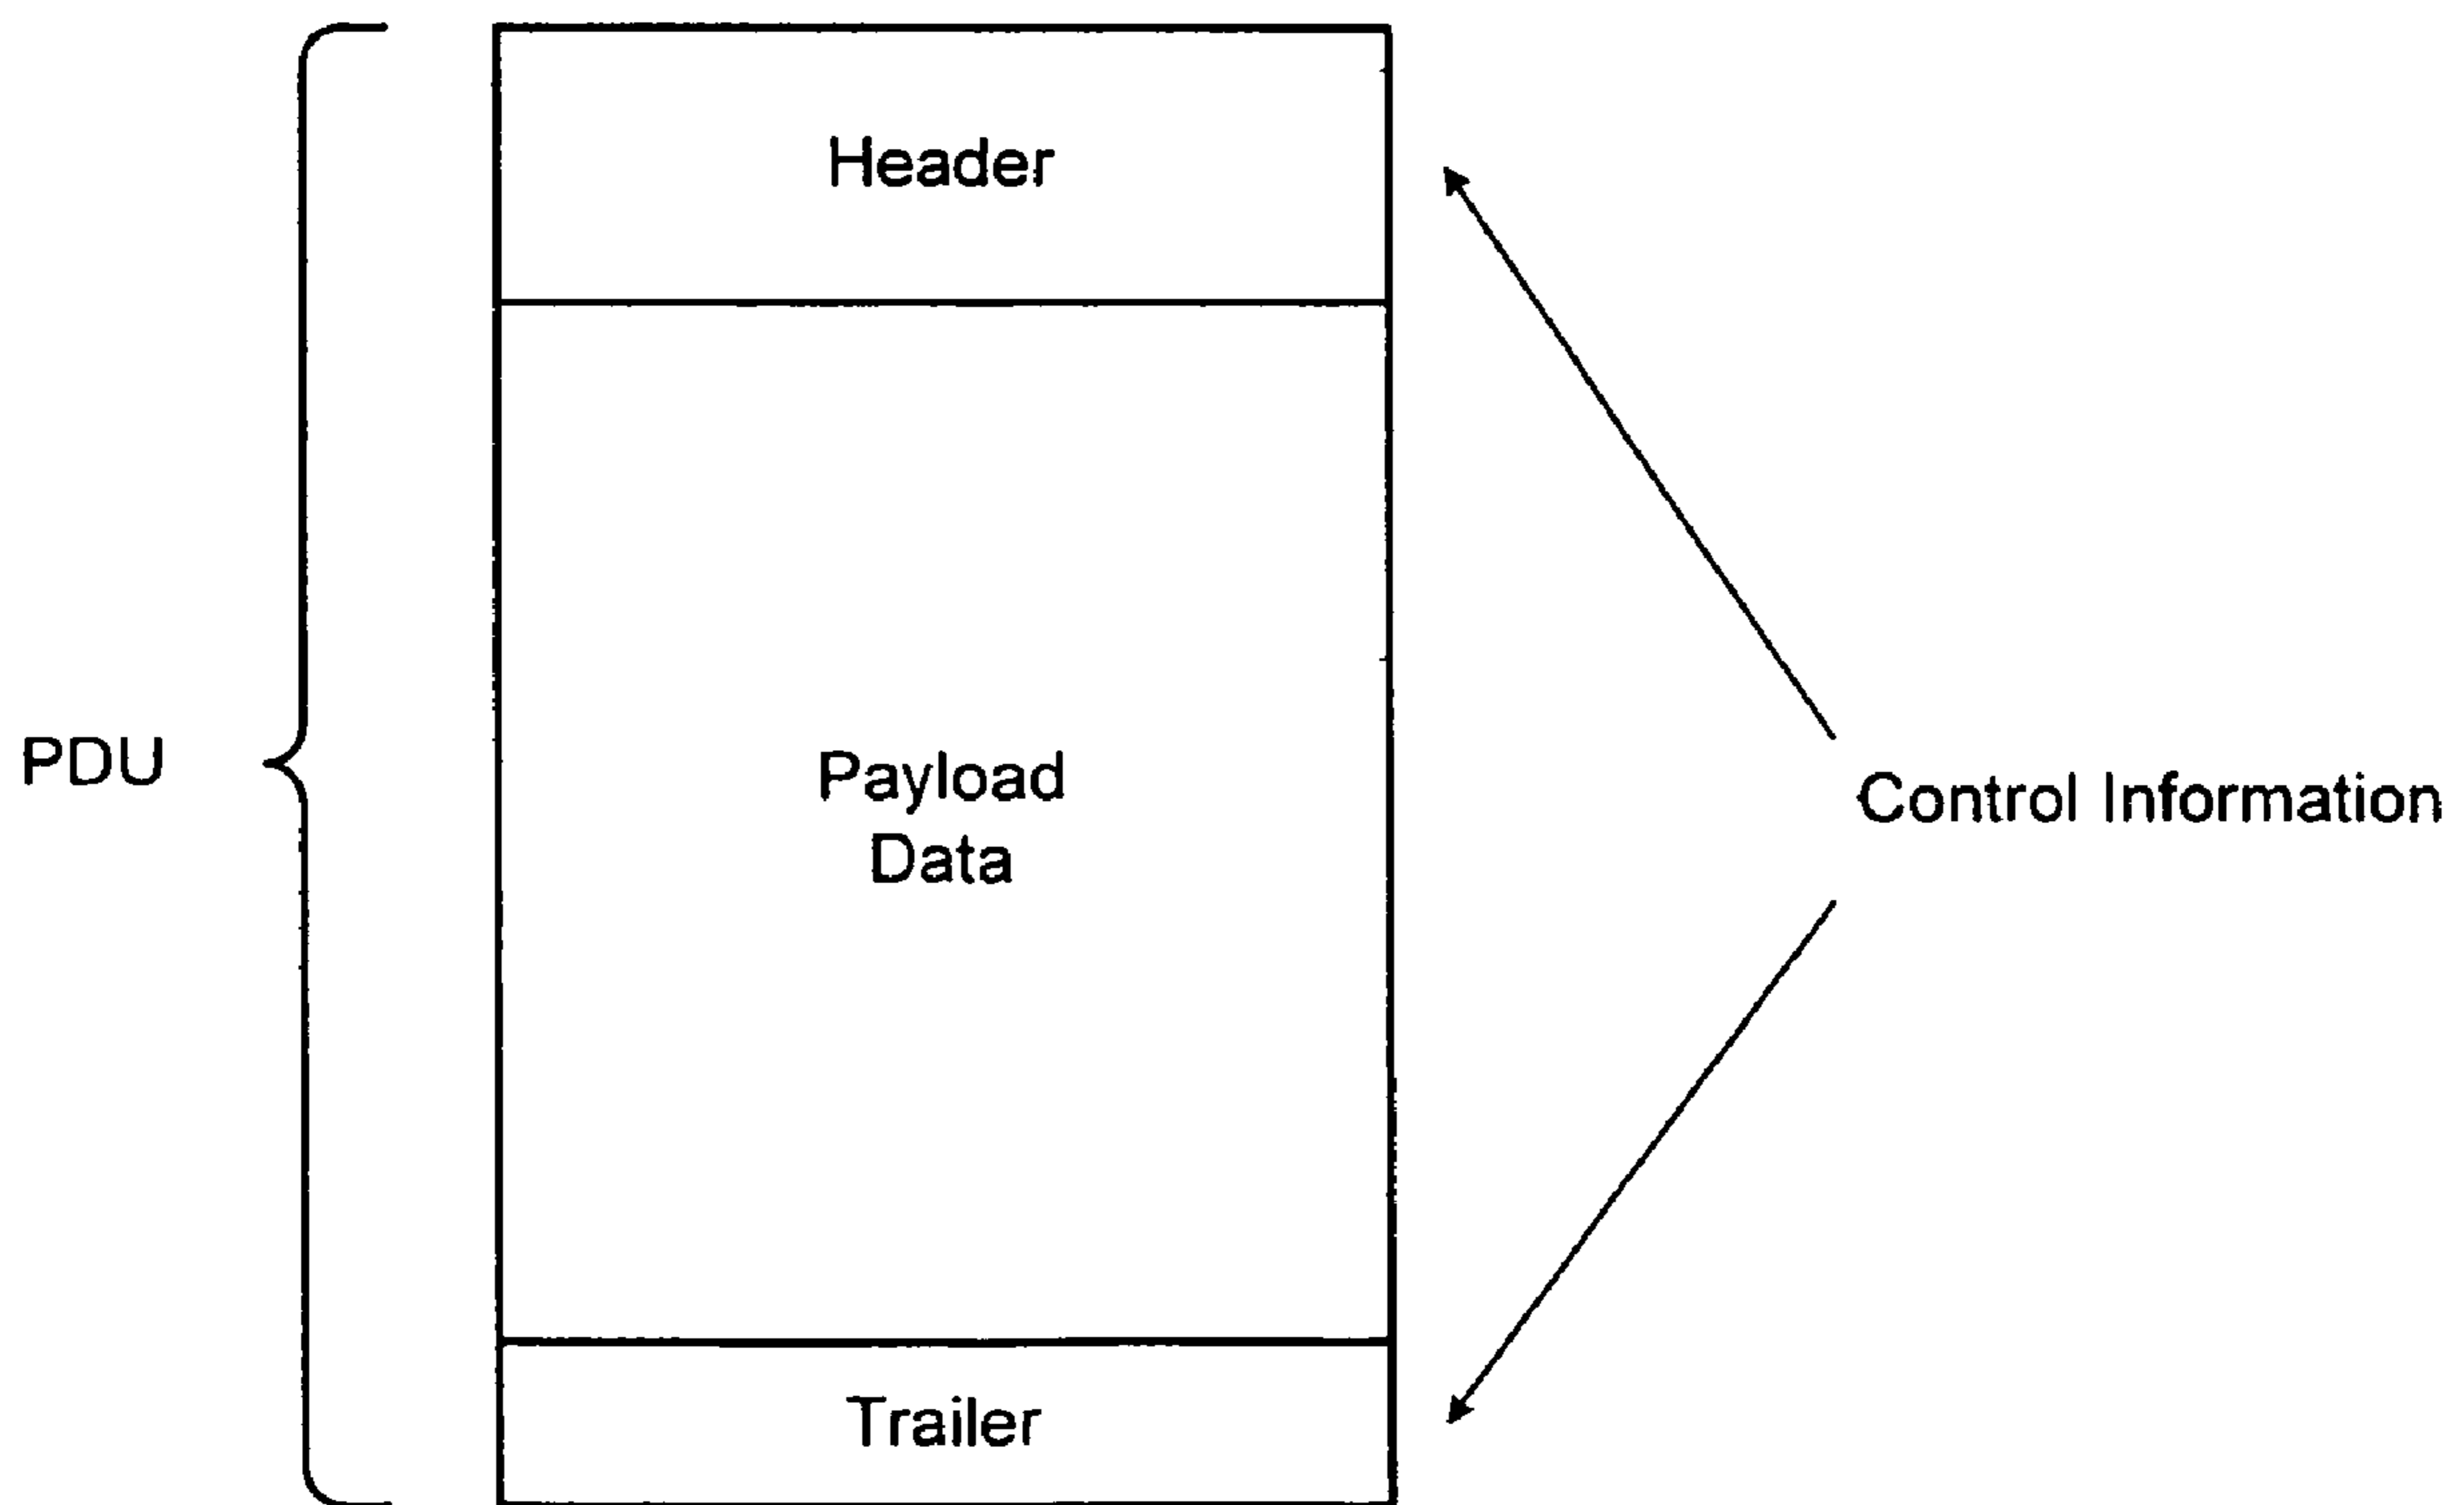 Header
PDU
Payload
Data
Control Information
Trailer